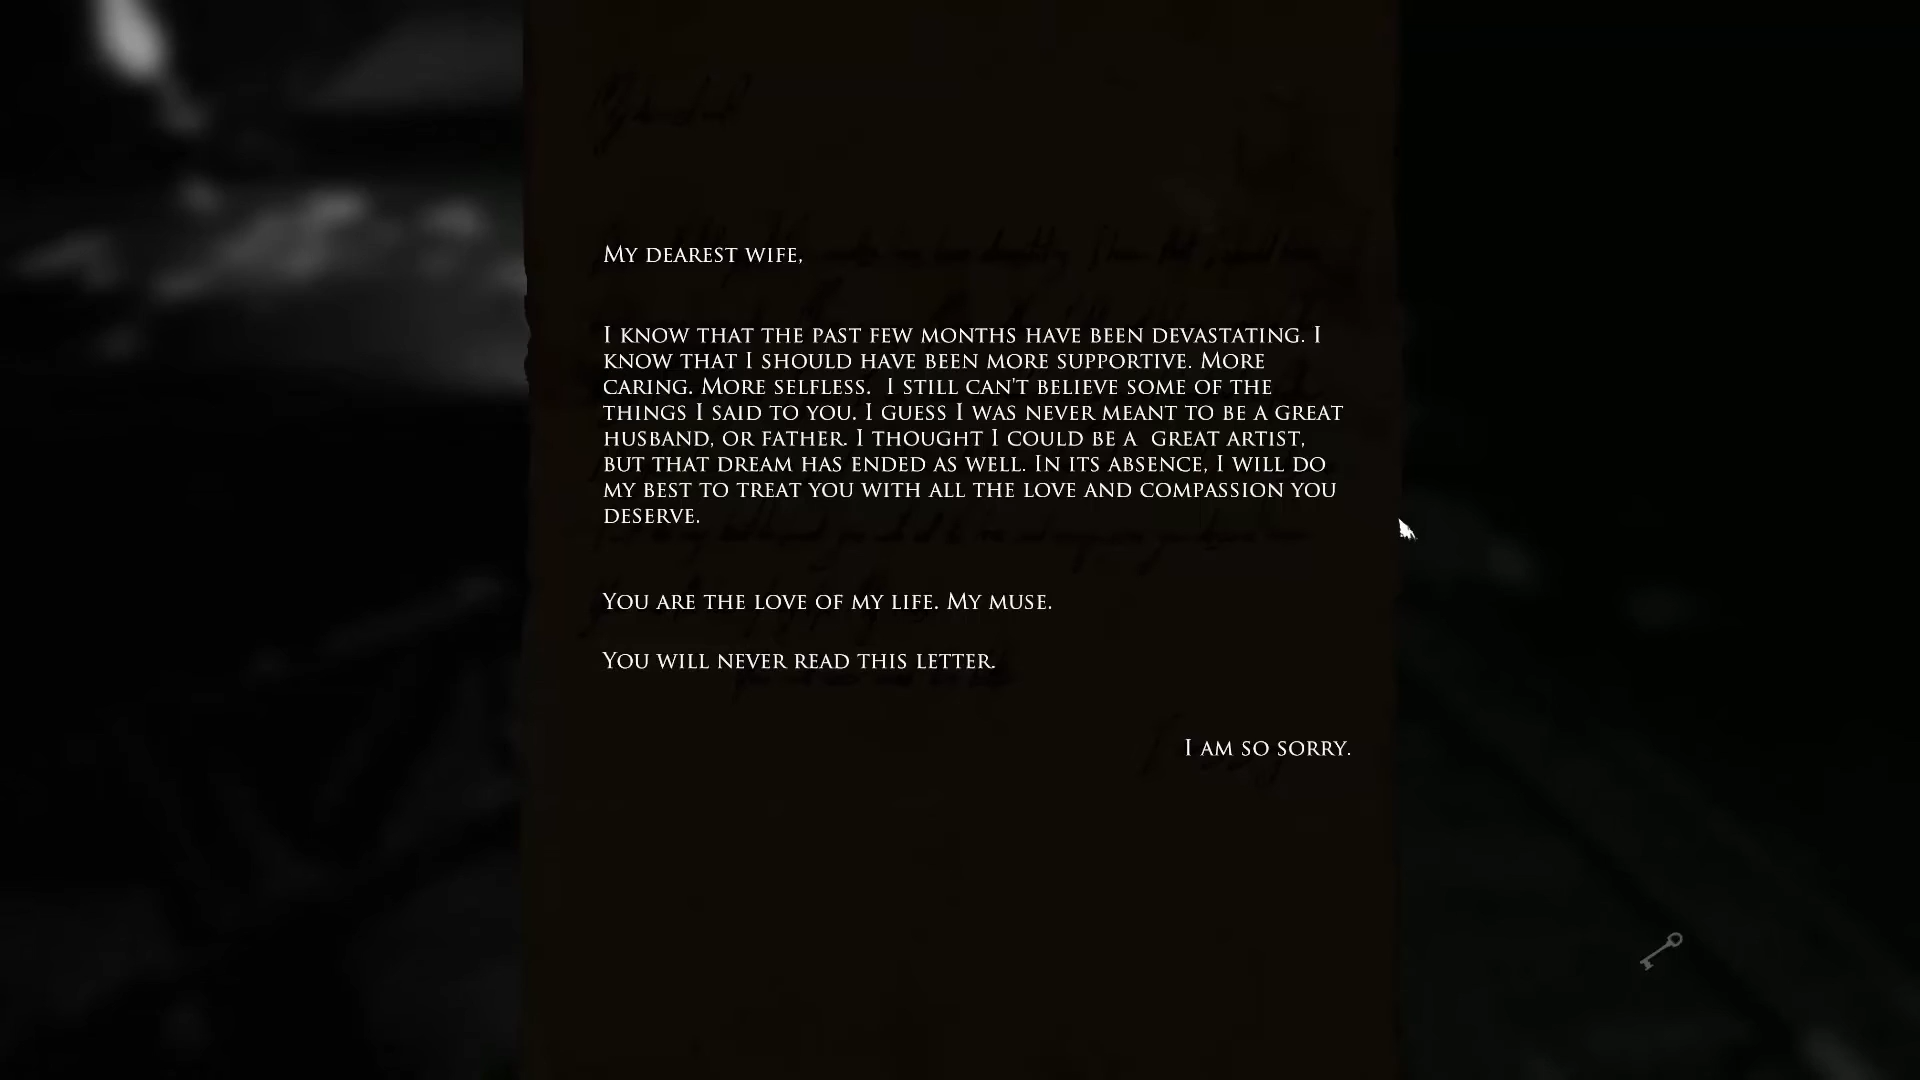 My dearest wife,
I know that the past few months have been devastating. I
know that I should have been more supportive. More
caring. More selfless.  I still can't believe some of the
things I said to you. I guess I was never meant to be a great
husband, or father. I thought I could be a  great artist,
but that dream has ended as well. In its absence, I will do
my best to treat you with all the love and compassion you
deserve.
You are the love of my life. My muse.
You will never read this letter.
I am so sorry.